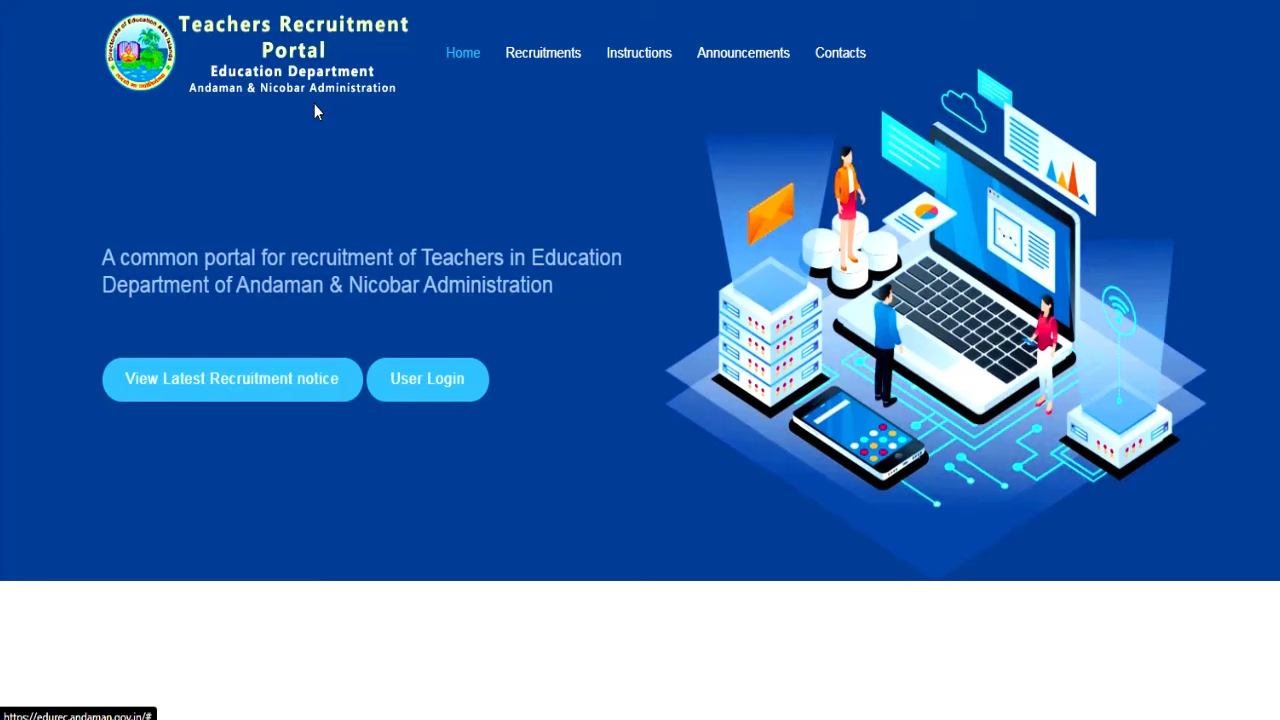 Teachers Recruitment
Portal
Education Department
Andaman & Nicobar Administration
Home Recruitments Instructions Announcements Contacts
A common portal for recruitment of Teachers in Education
Department of Andaman & Nicobar Administration
View Latest Recruitment notice User Login
https://edurec.andaman.gov.in/#